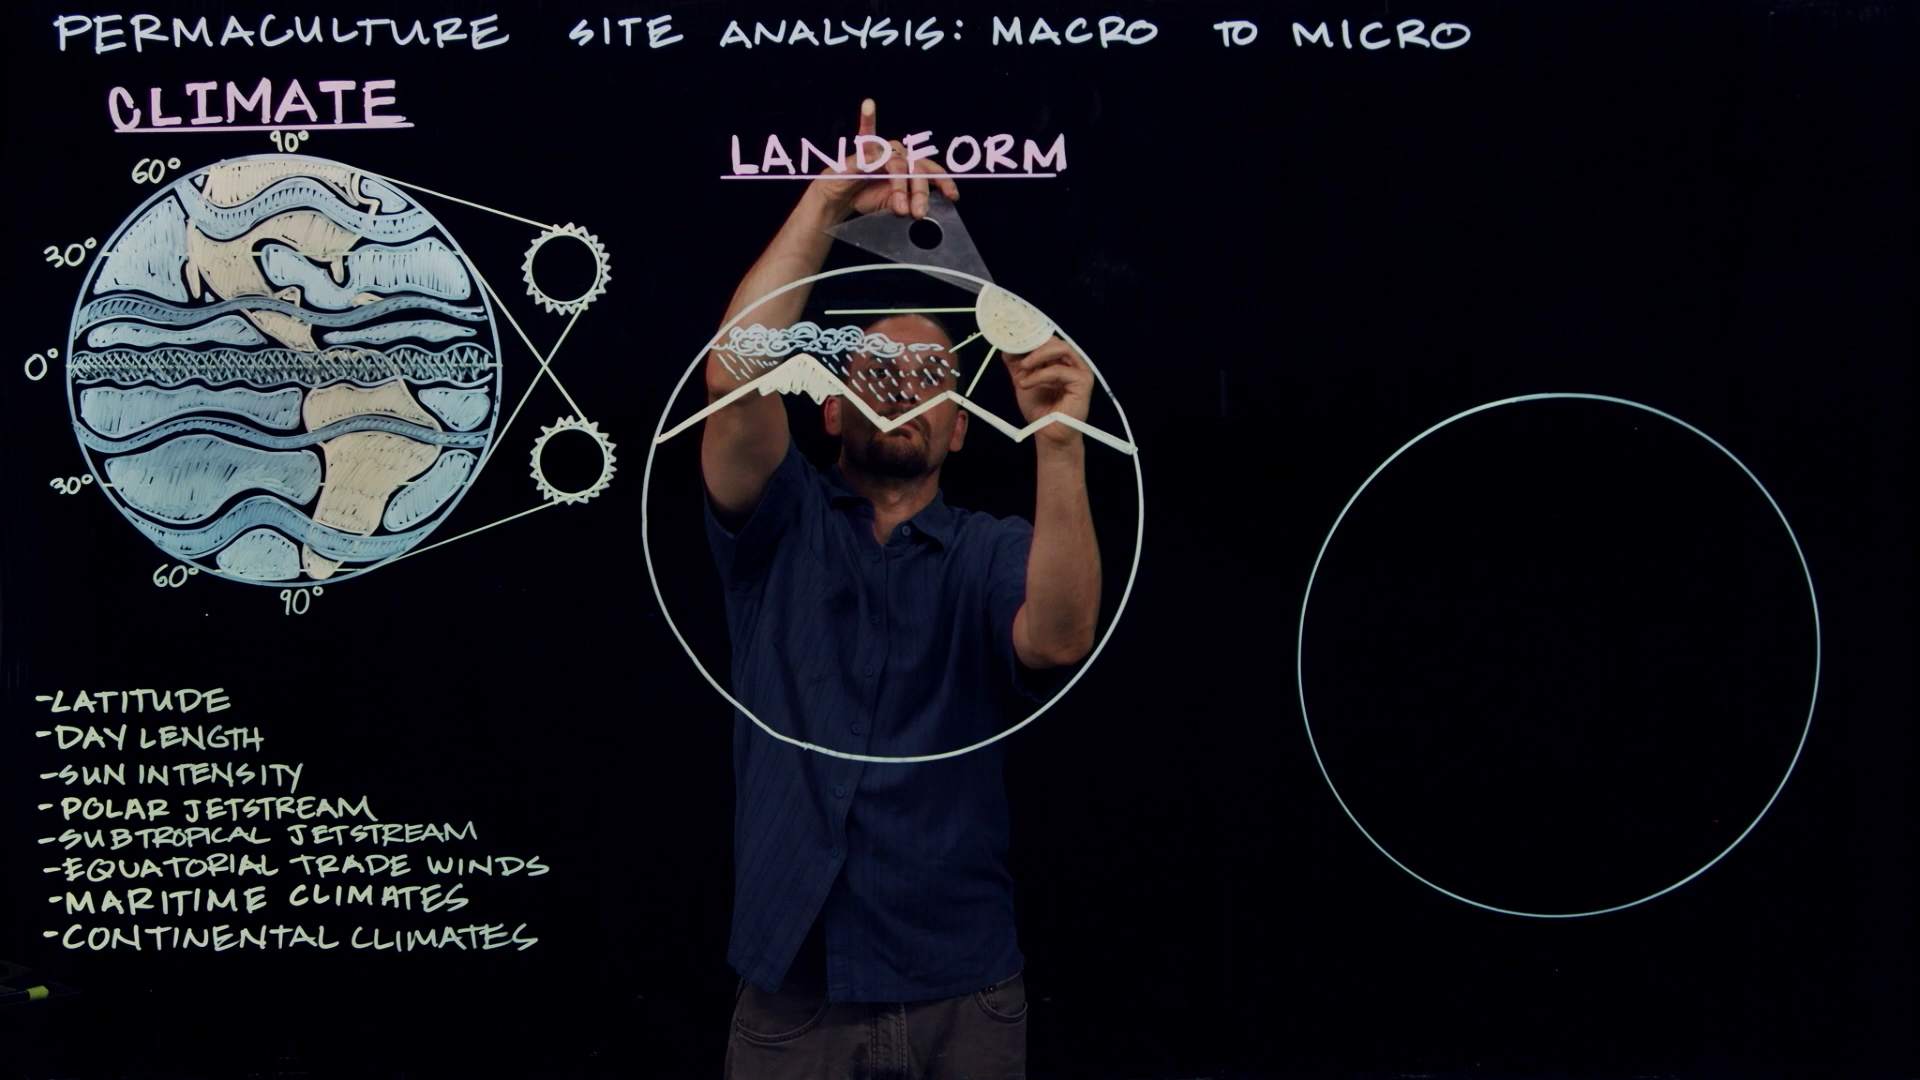 PERMACULTURE SITE ANALYSIS: MACRO TO MICRO
CLIMATE
90°
60°
30°
0°
30°
60°
90°
-LATITUDE
-DAY LENGTH
-SUN INTENSITY
-POLAR JETSTREAM
-SUBTROPICAL JETSTREAM
-EQUATORIAL TRADE WINDS
-MARITIME CLIMATES
-CONTINENTAL CLIMATES
LANDFORM